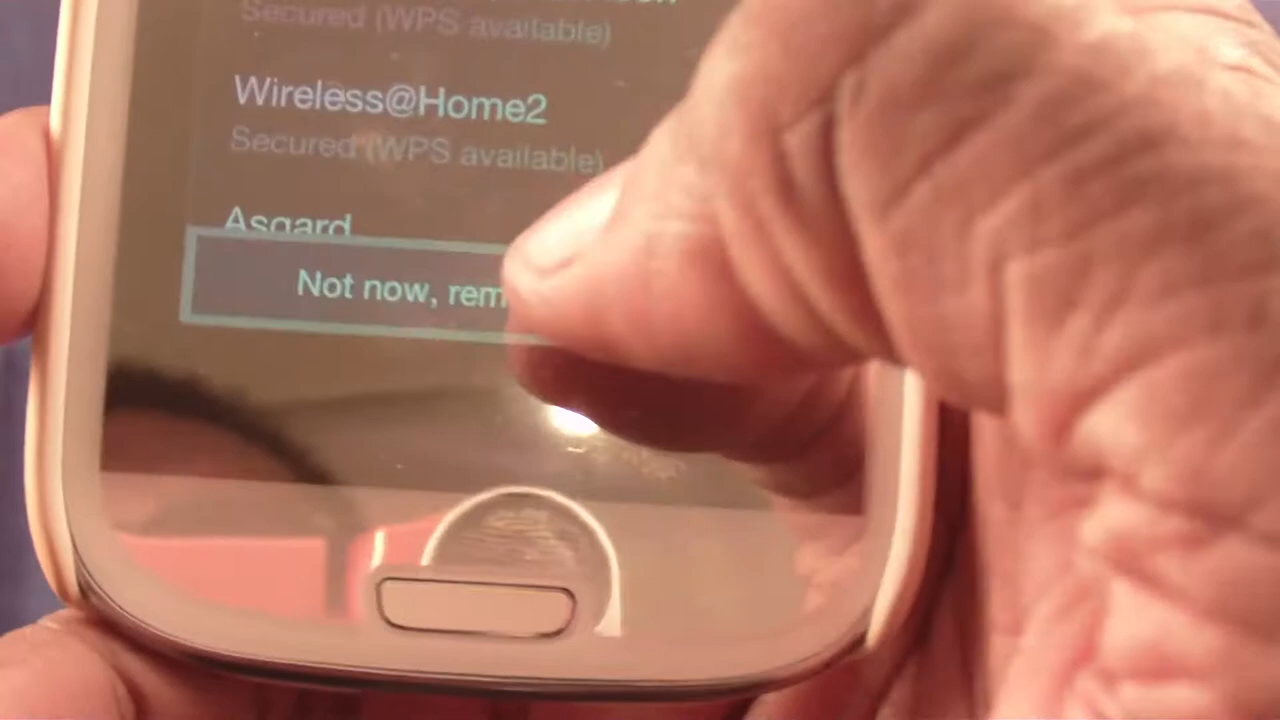 Secured (WPS available)
Wireless@Home2
Secured (WPS available)
Asgard
Not now, rem